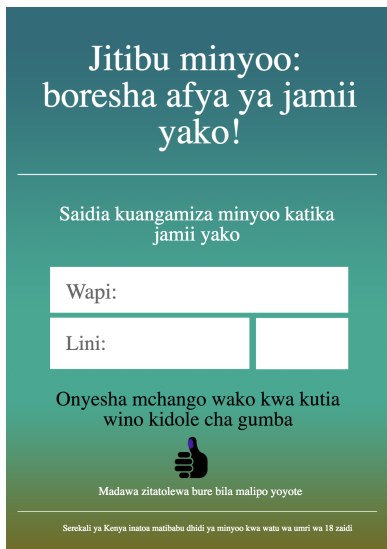 Jitibu minyoo:
boresha afya ya jamii
yako!
Saidia kuangamiza minyoo katika
jamii yako
Wapi:
Lini:
Onyesha mchango wako kwa kutia
wino kidole cha gumba
Madawa zitatolewa bure bila malipo yoyote
Serekali ya Kenya inatoa matibabu dhidi ya minyoo kwa watu wa umri wa 18 zaidi